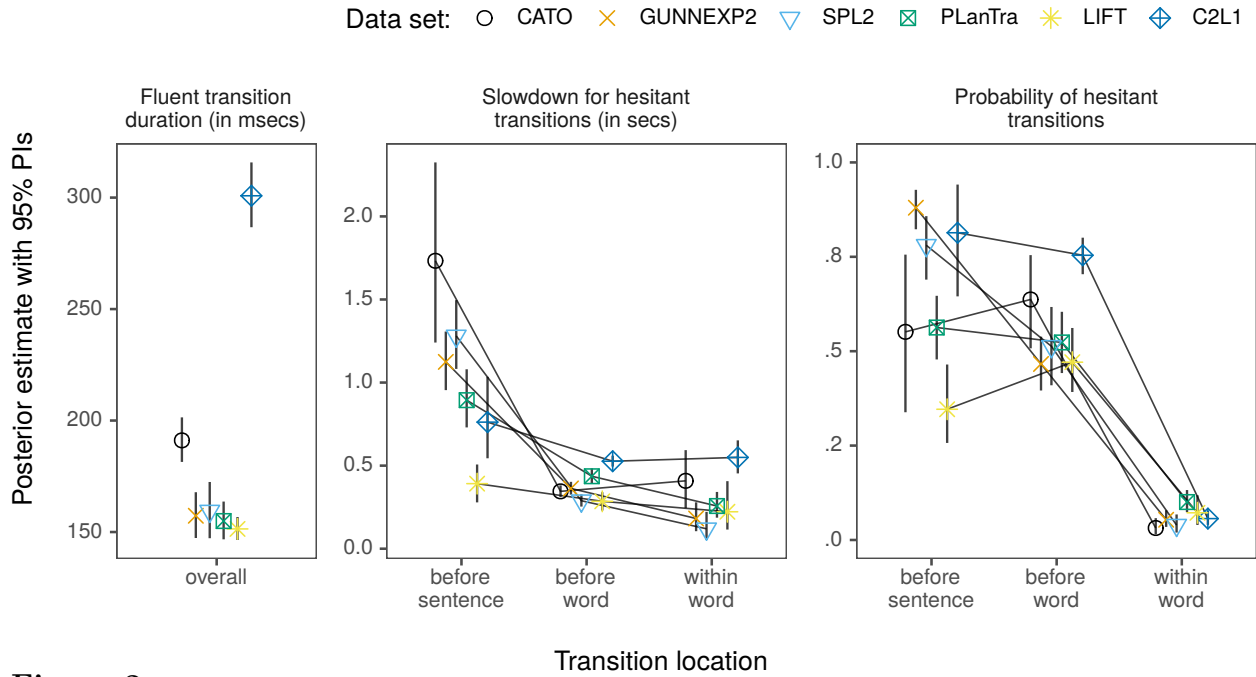 Data set: CATO GUNNEXP2 SPL2 PLanTra LIFT C2L1
Fluent transition
duration (in msecs)
Slowdown for hesitant
transitions (in secs)
Probability of hesitant
transitions
Posterior estimate with 95% PIs
300
250
200
150
2.0
1.5
1.0
0.5
0.0
1.0
.8
.5
.2
.0
overall
before
sentence
before
word
within
word
before
sentence
before
word
within
word
Transition location